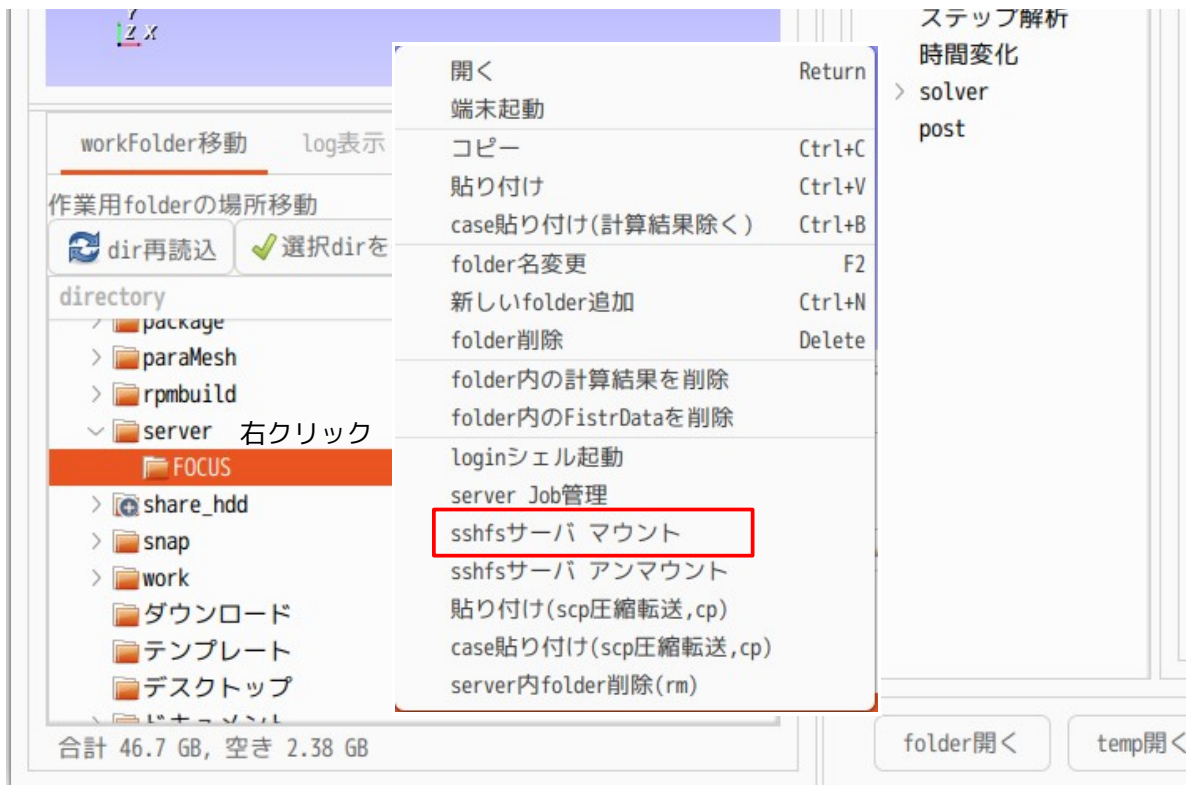 Y
Z X
workFolder移動 log表示
作業用folderの場所移動
dir再読込 選択dirを
directory
package
paraMesh
rpmbuild
server 右クリック
FOCUS
share_hdd
snap
work
ダウンロード
テンプレート
デスクトップ
ドキュメント
合計 46.7 GB, 空き 2.38 GB
開く Return
端末起動
コピー Ctrl+C
貼り付け Ctrl+V
case貼り付け(計算結果除く) Ctrl+B
folder名変更 F2
新しいfolder追加 Ctrl+N
folder削除 Delete
folder内の計算結果を削除
folder内のFistrDataを削除
loginシェル起動
server Job管理
sshfsサーバ マウント
sshfsサーバ アンマウント
貼り付け(scp圧縮転送,cp)
case貼り付け(scp圧縮転送,cp)
server内folder削除(rm)
ステップ解析
時間変化
solver
post
folder開く temp開く